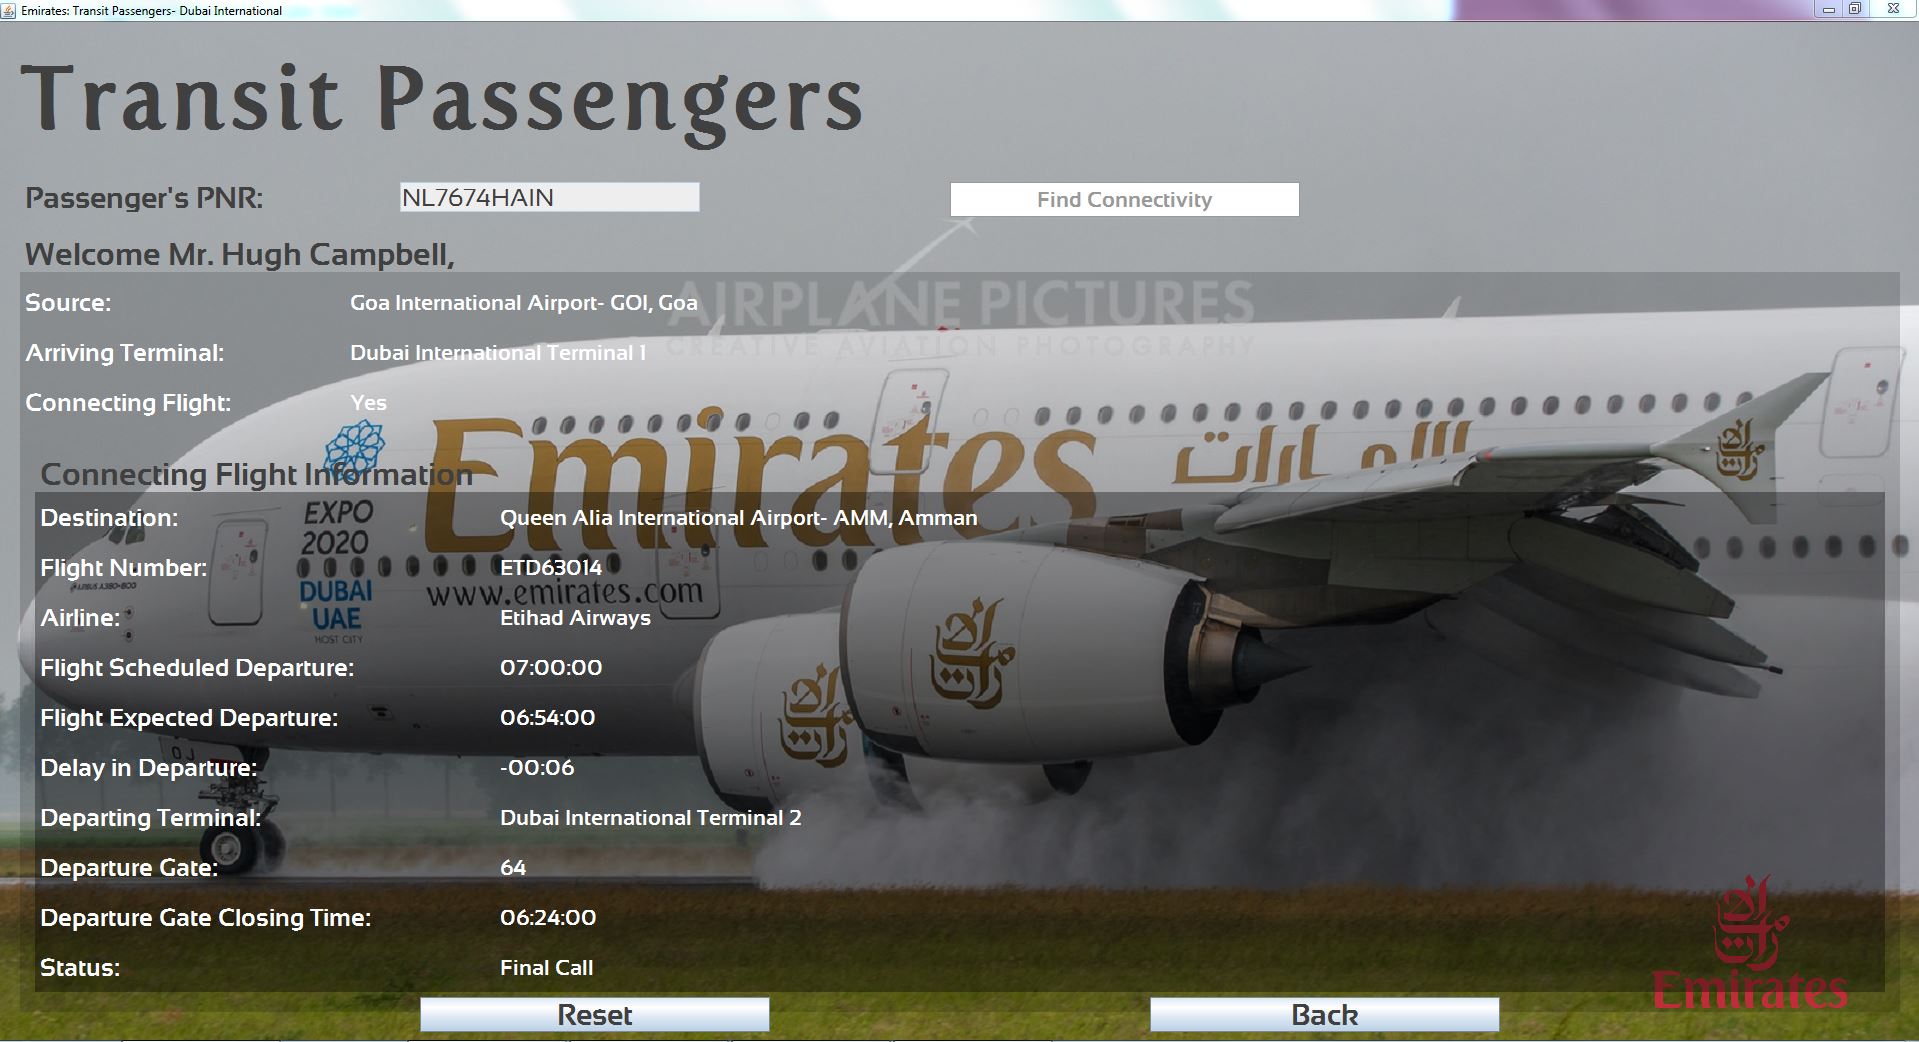 Emirates: Transit Passengers- Dubai International
Transit Passengers
Passenger's PNR: NL7674HAIN Find Connectivity
Welcome Mr. Hugh Campbell,
Source: Goa International Airport- GOI, Goa
AIRPLANE PICTURES
CREATIVE AVIATION PHOTOGRAPHY
Arriving Terminal: Dubai International Terminal 1
Connecting Flight: Yes
Emirates الإمارات
Connecting Flight Information
EXPO
2020
DUBAI
UAE
HOST CITY
www.emirates.com
AIRBUS A380-800
Destination: Queen Alia International Airport- AMM, Amman
Flight Number: ETD63014
Airline: Etihad Airways
Flight Scheduled Departure: 07:00:00
Flight Expected Departure: 06:54:00
Delay in Departure: -00:06
OJ
Departing Terminal: Dubai International Terminal 2
Departure Gate: 64
Departure Gate Closing Time: 06:24:00
Status: Final Call
Emirates
Reset Back